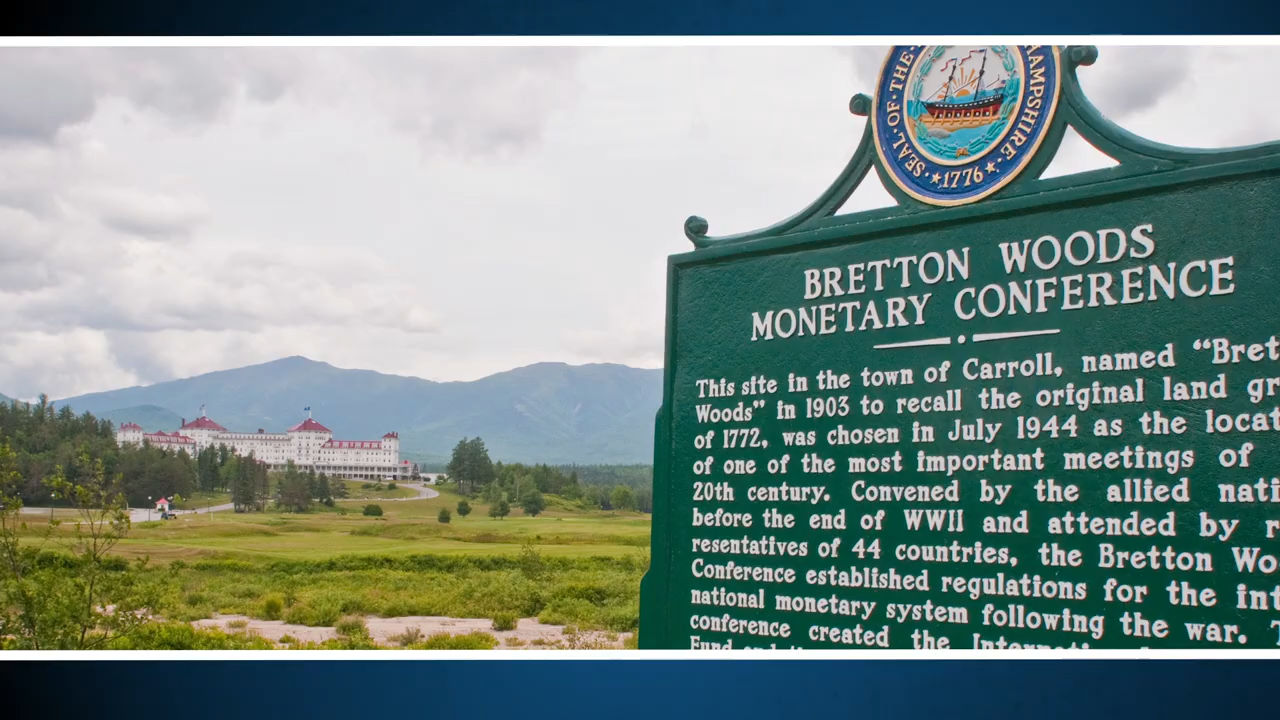 SEAL · OF · THE
HAMPSHIRE ·
★ 1776 ★
BRETTON WOODS
MONETARY CONFERENCE
This site in the town of Carroll, named “Bret
Woods” in 1903 to recall the original land gr
of 1772, was chosen in July 1944 as the locat
of one of the most important meetings of
20th century. Convened by the allied nati
before the end of WWII and attended by r
resentatives of 44 countries, the Bretton Wo
Conference established regulations for the int
national monetary system following the war. T
conference created the Internati
Fund and